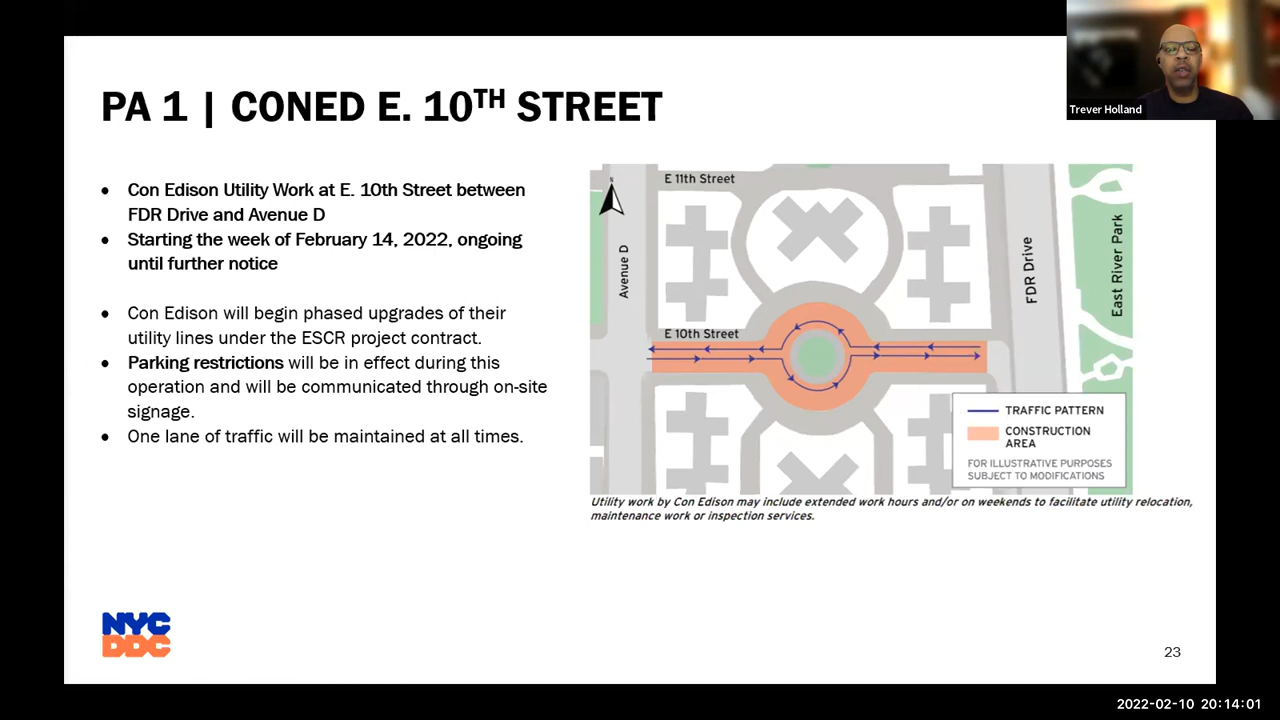 PA 1 | CONED E. 10TH STREET
Trever Holland
• Con Edison Utility Work at E. 10th Street between
FDR Drive and Avenue D
• Starting the week of February 14, 2022, ongoing
until further notice
• Con Edison will begin phased upgrades of their
utility lines under the ESCR project contract.
• Parking restrictions will be in effect during this
operation and will be communicated through on-site
signage.
• One lane of traffic will be maintained at all times.
N
E 11th Street
Avenue D
FDR Drive
East River Park
E 10th Street
TRAFFIC PATTERN
CONSTRUCTION
AREA
FOR ILLUSTRATIVE PURPOSES
SUBJECT TO MODIFICATIONS
Utility work by Con Edison may include extended work hours and/or on weekends to facilitate utility relocation,
maintenance work or inspection services.
NYC
DDC
23
2022-02-10 20:14:01